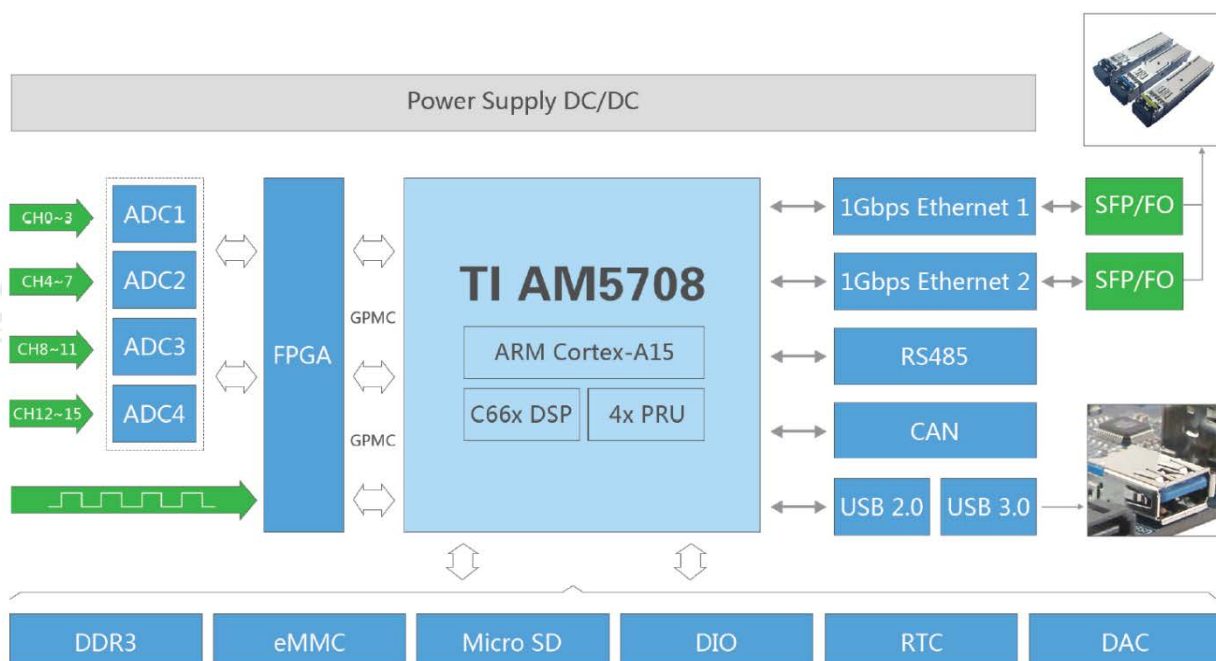 Power Supply DC/DC
CH0~3
ADC1
CH4~7
ADC2
CH8~11
ADC3
CH12~15
ADC4
FPGA
GPMC
GPMC
TI AM5708
ARM Cortex-A15
C66x DSP
4x PRU
1Gbps Ethernet 1
SFP/FO
1Gbps Ethernet 2
SFP/FO
RS485
CAN
USB 2.0
USB 3.0
DDR3
eMMC
Micro SD
DIO
RTC
DAC